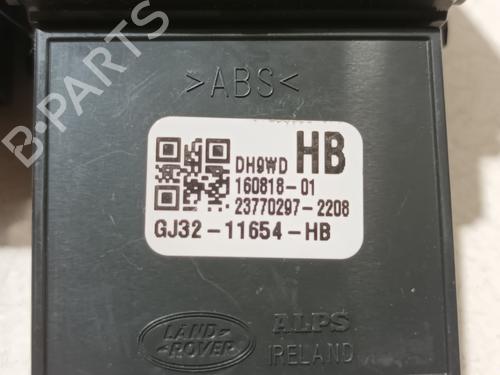 >ABS<
DH9WD HB
160818-01
23770297-2208
GJ32-11654-HB
LAND
ROVER
ALPS
IRELAND
B-PARTS